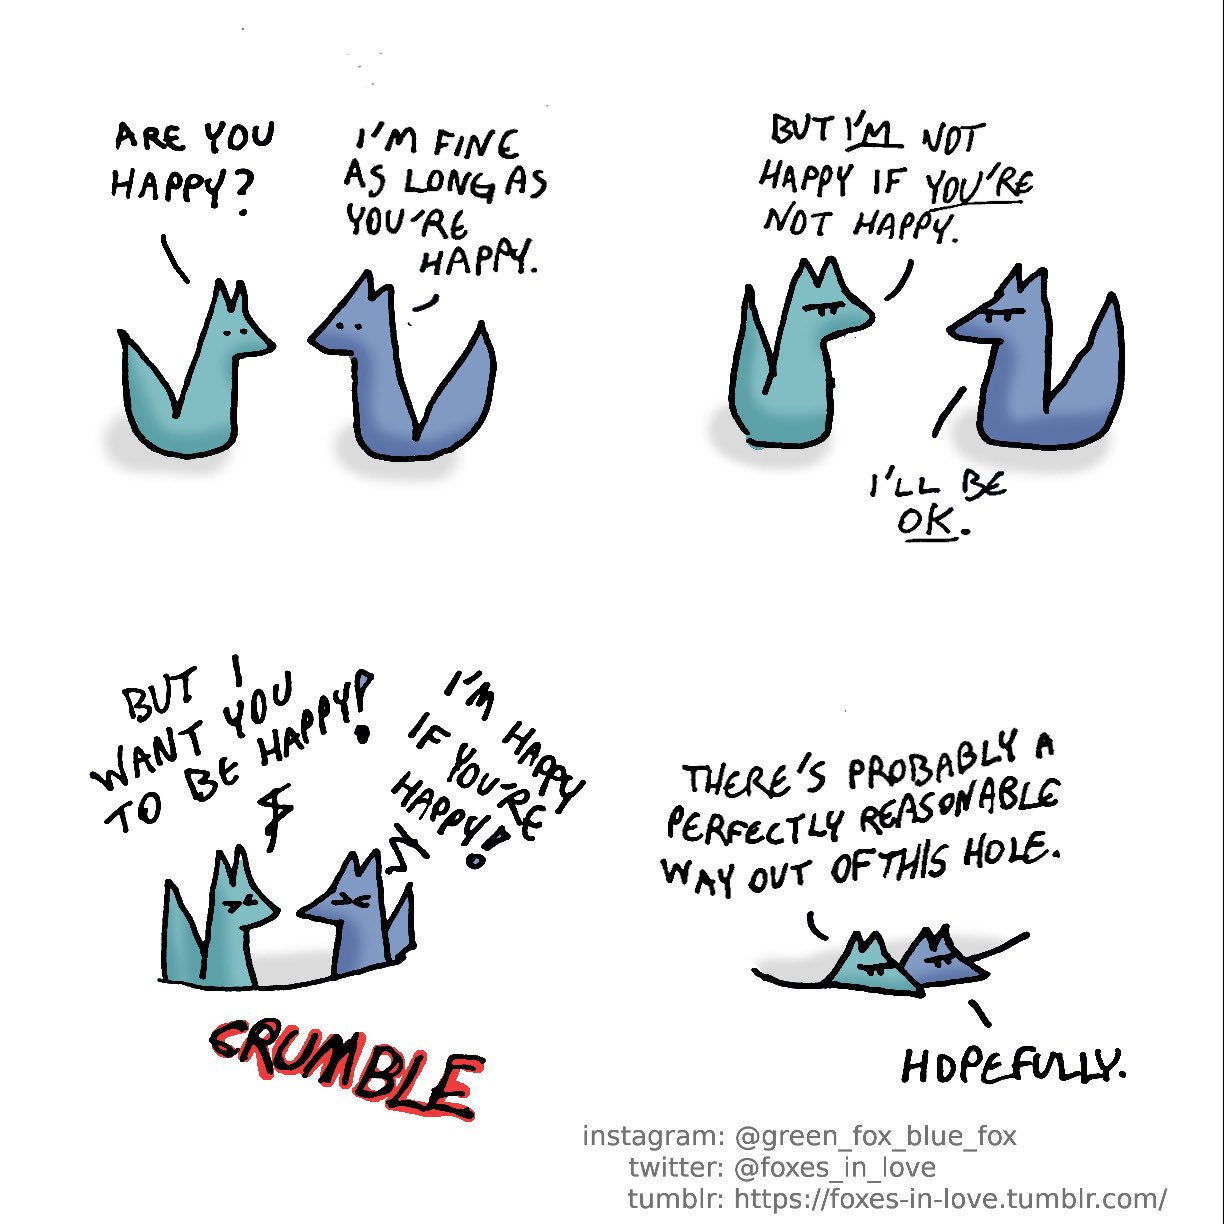 ARE YOU
HAPPY?
I'M FINE
AS LONG AS
YOU'RE
HAPPY.
BUT I'M NOT
HAPPY IF YOU'RE
NOT HAPPY.
I'LL BE
OK.
BUT I
WANT YOU
TO BE HAPPY!
I'M HAPPY
IF YOU'RE
HAPPY!
CRUMBLE
THERE'S PROBABLY A
PERFECTLY REASONABLE
WAY OUT OF THIS HOLE.
HOPEFULLY.
instagram: @green_fox_blue_fox
twitter: @foxes_in_love
tumblr: https://foxes-in-love.tumblr.com/